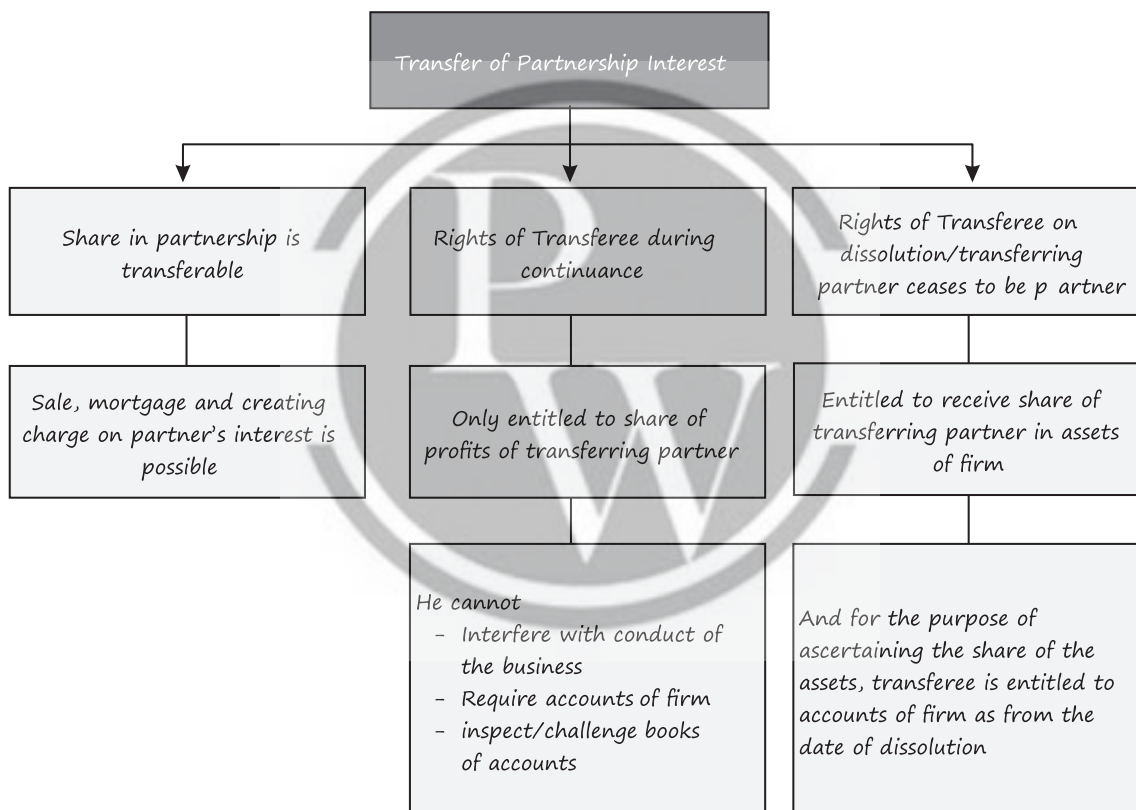 Transfer of Partnership Interest
Share in partnership is
transferable
Sale, mortgage and creating
charge on partner's interest is
possible
Rights of Transferee during
continuance
Only entitled to share of
profits of transferring partner
He cannot
- Interfere with conduct of
the business
- Require accounts of firm
- inspect/challenge books
of accounts
Rights of Transferee on
dissolution/transferring
partner ceases to be p artner
Entitled to receive share of
transferring partner in assets
of firm
And for the purpose of
ascertaining the share of the
assets, transferee is entitled to
accounts of firm as from the
date of dissolution
PW